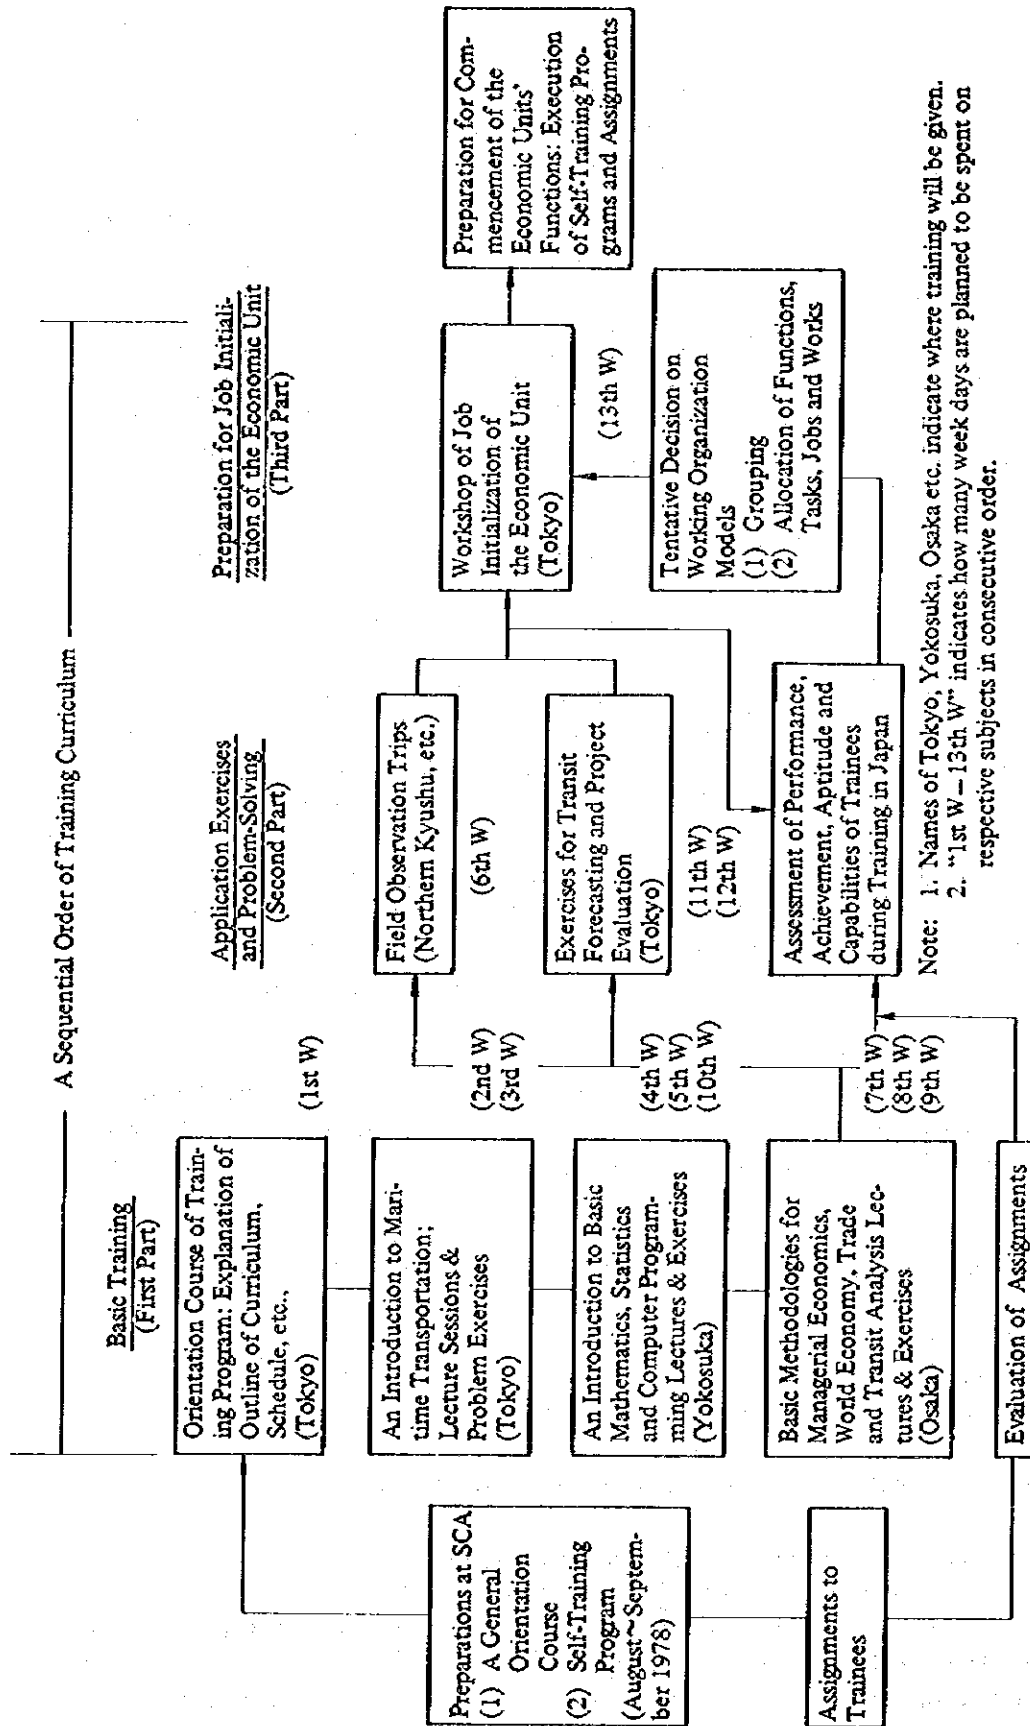 A Sequential Order of Training Curriculum
Basic Training
(First Part)
Application Exercises
and Problem-Solving
(Second Part)
Preparation for Job Initiali-
zation of the Economic Unit
(Third Part)
Preparations at SCA
(1) A General
Orientation
Course
(2) Self-Training
Program
(August~Septem-
ber 1978)
Assignments to
Trainees
Orientation Course of Train-
ing Program: Explanation of
Outline of Curriculum,
Schedule, etc.,
(Tokyo)
(1st W)
An Introduction to Mari-
time Transportation;
Lecture Sessions &
Problem Exercises
(Tokyo)
(2nd W)
(3rd W)
An Introduction to Basic
Mathematics, Statistics
and Computer Program-
ming Lectures & Exercises
(Yokosuka)
(4th W)
(5th W)
(10th W)
Basic Methodologies for
Managerial Economics,
World Economy, Trade
and Transit Analysis Lec-
tures & Exercises
(Osaka)
(7th W)
(8th W)
(9th W)
Evaluation of Assignments
Field Observation Trips
(Northern Kyushu, etc.)
(6th W)
Exercises for Transit
Forecasting and Project
Evaluation
(Tokyo)
(11th W)
(12th W)
Assessment of Performance,
Achievement, Aptitude and
Capabilities of Trainees
during Training in Japan
Workshop of Job
Initialization of
the Economic Unit
(Tokyo)
(13th W)
Tentative Decision on
Working Organization
Models
(1) Grouping
(2) Allocation of Functions,
Tasks, Jobs and Works
Preparation for Com-
mencement of the
Economic Units'
Functions: Execution
of Self-Training Pro-
grams and Assignments
Note: 1. Names of Tokyo, Yokosuka, Osaka etc. indicate where training will be given.
2. "1st W – 13th W" indicates how many week days are planned to be spent on
respective subjects in consecutive order.